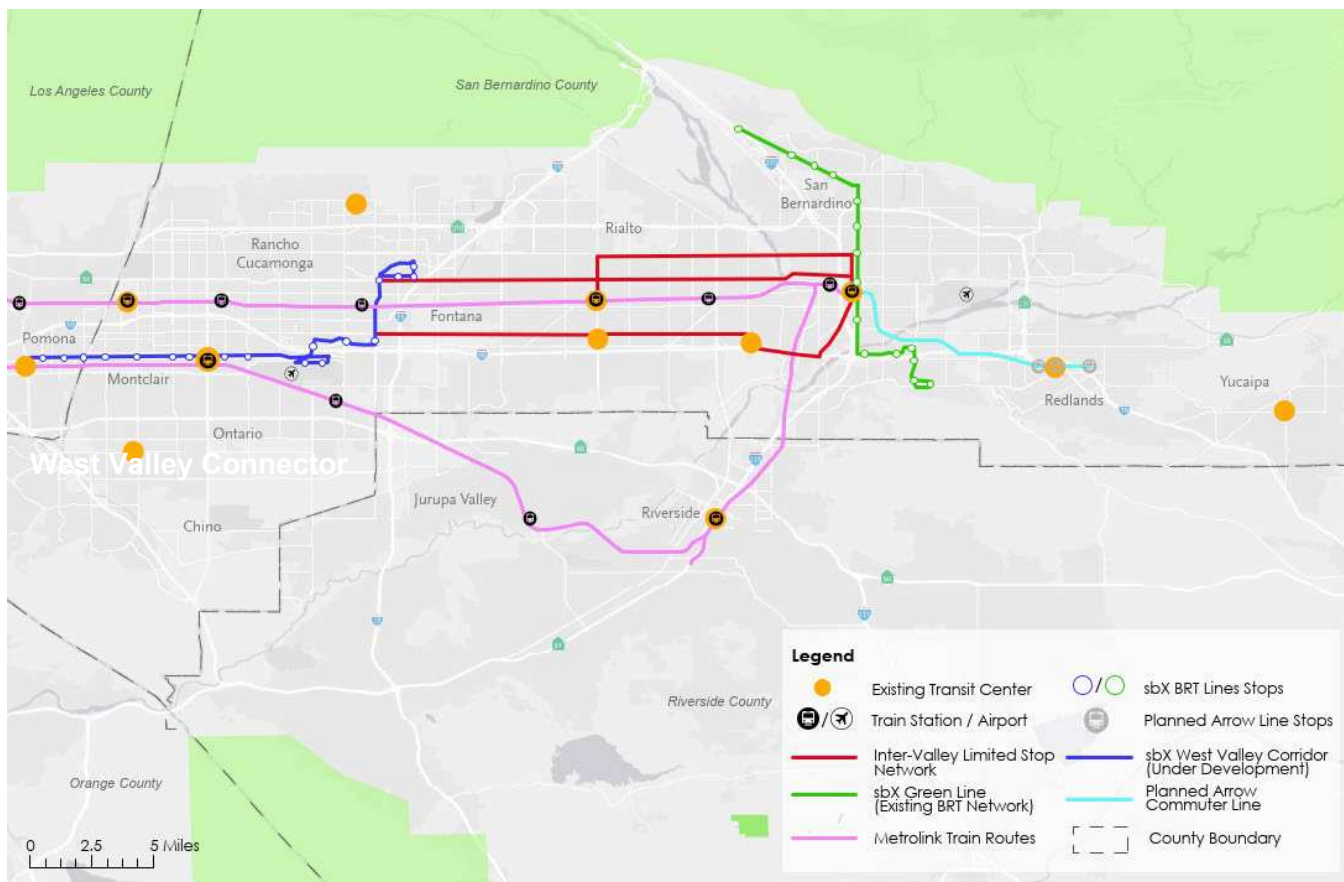 Los Angeles County
San Bernardino County
San
Bernardino
Rialto
Rancho
Cucamonga
Fontana
Pomona
Montclair
Redlands
Yucaipa
Ontario
West Valley Connector
Jurupa Valley
Riverside
Chino
Riverside County
Orange County
0 2.5 5 Miles
Legend
Existing Transit Center
Train Station / Airport
Inter-Valley Limited Stop
Network
sbX Green Line
(Existing BRT Network)
Metrolink Train Routes
sbX BRT Lines Stops
Planned Arrow Line Stops
sbX West Valley Corridor
(Under Development)
Planned Arrow
Commuter Line
County Boundary